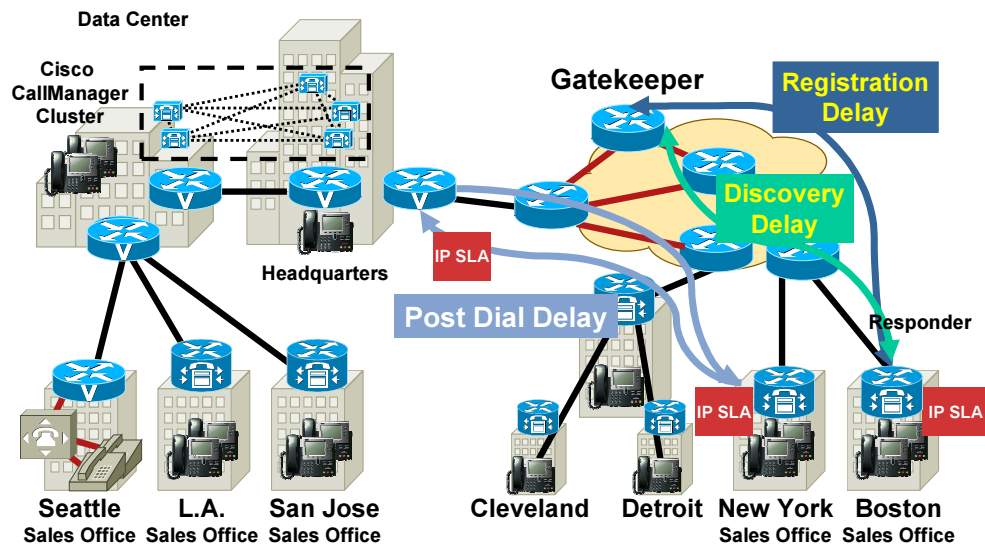 Data Center
Cisco
CallManager
Cluster
Gatekeeper
Registration
Delay
Discovery
Delay
V
V
V
V
IP SLA
Headquarters
Post Dial Delay
Responder
V
IP SLA
IP SLA
Seattle
Sales Office
L.A.
Sales Office
San Jose
Sales Office
Cleveland
Detroit
New York
Sales Office
Boston
Sales Office